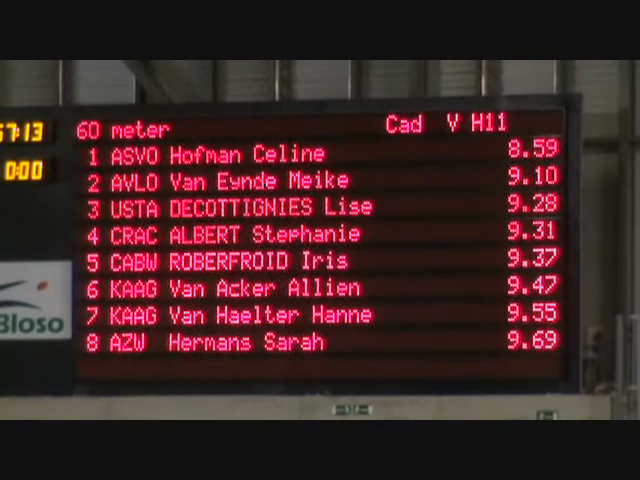 60 meter Cad V H11
57:13
1 ASVO Hofman Celine 8.59
0:00
2 AVLO Van Eynde Meike 9.10
3 USTA DECOTTIGNIES Lise 9.28
4 CRAC ALBERT Stephanie 9.31
5 CABW ROBERFROID Iris 9.37
6 KAAG Van Acker Allien 9.47
7 KAAG Van Haelter Hanne 9.55
Bloso
8 AZW Hermans Sarah 9.69